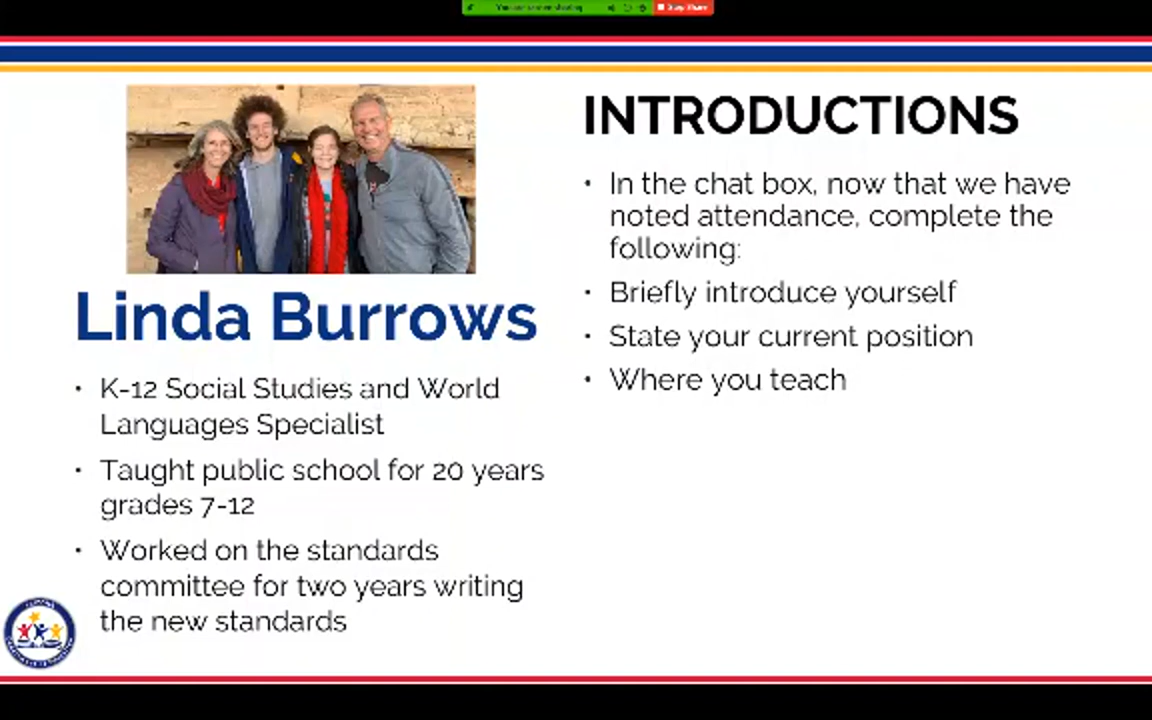 Stop Share
Linda Burrows
• K-12 Social Studies and World
Languages Specialist
• Taught public school for 20 years
grades 7-12
• Worked on the standards
committee for two years writing
the new standards
INTRODUCTIONS
• In the chat box, now that we have
noted attendance, complete the
following:
• Briefly introduce yourself
• State your current position
• Where you teach